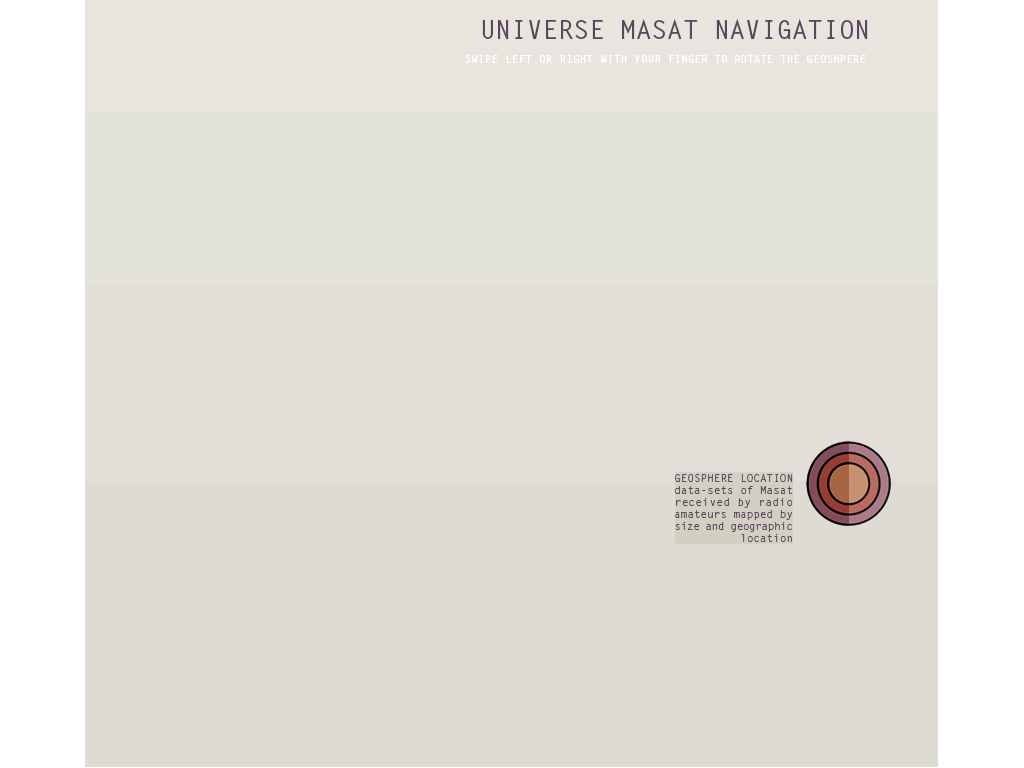 UNIVERSE MASAT NAVIGATION
SWIPE LEFT OR RIGHT WITH YOUR FINGER TO ROTATE THE GEOSHPERE
GEOSPHERE LOCATION
data-sets of Masat
received by radio
amateurs mapped by
size and geographic
location